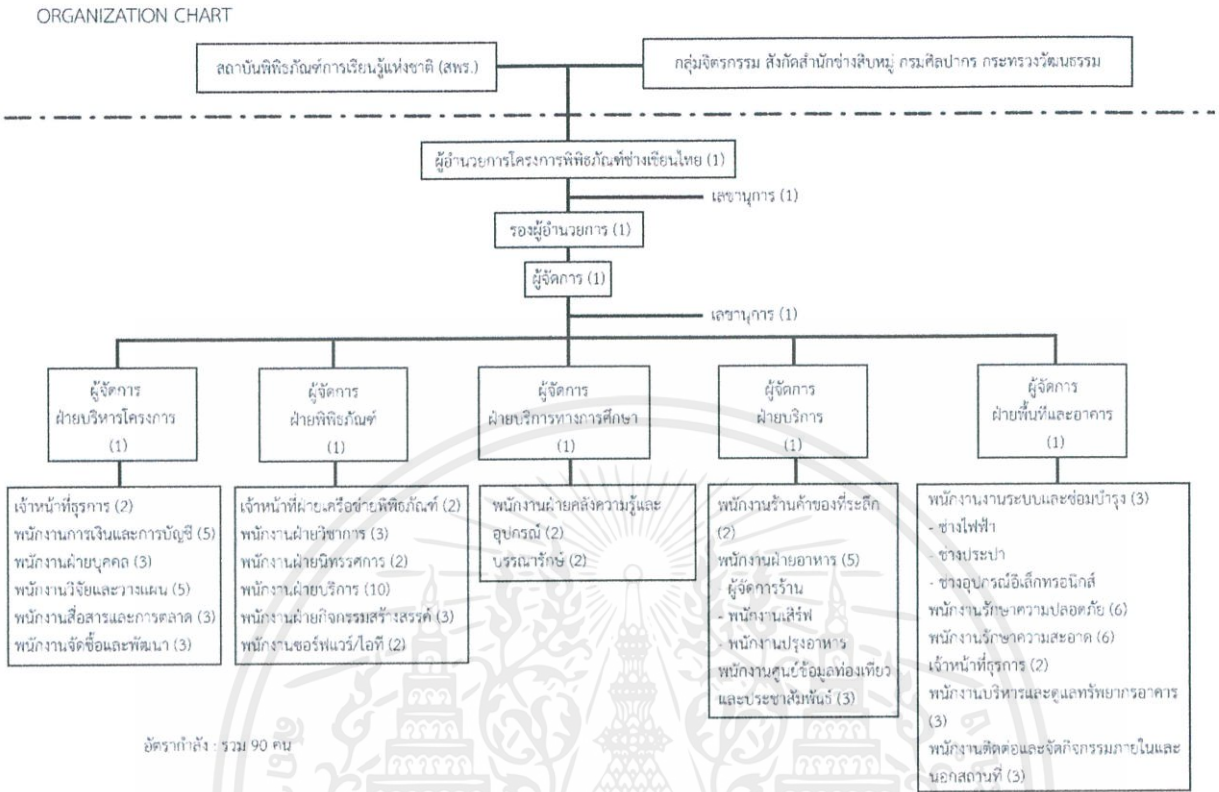 ORGANIZATION CHART
สถาบันพิพิธภัณฑ์การเรียนรู้แห่งชาติ (สพร.)
กลุ่มจิตรกรรม สังกัดสำนักช่างสิบหมู่ กรมศิลปากร กระทรวงวัฒนธรรม
ผู้อำนวยการโครงการพิพิธภัณฑ์ช่างเขียนไทย (1)
เลขานุการ (1)
รองผู้อำนวยการ (1)
ผู้จัดการ (1)
เลขานุการ (1)
ผู้จัดการ
ฝ่ายบริหารโครงการ
(1)
ผู้จัดการ
ฝ่ายพิพิธภัณฑ์
(1)
ผู้จัดการ
ฝ่ายบริการทางการศึกษา
(1)
ผู้จัดการ
ฝ่ายบริการ
(1)
ผู้จัดการ
ฝ่ายพื้นที่และอาคาร
(1)
เจ้าหน้าที่ธุรการ (2)
พนักงานการเงินและการบัญชี (5)
พนักงานฝ่ายบุคคล (3)
พนักงานวิจัยและวางแผน (5)
พนักงานสื่อสารและการตลาด (3)
พนักงานจัดซื้อและพัฒนา (3)
เจ้าหน้าที่ฝ่ายเครือข่ายพิพิธภัณฑ์ (2)
พนักงานฝ่ายวิชาการ (3)
พนักงานฝ่ายนิทรรศการ (2)
พนักงานฝ่ายบริการ (10)
พนักงานฝ่ายกิจกรรมสร้างสรรค์ (3)
พนักงานซอร์ฟแวร์/ไอที (2)
พนักงานฝ่ายคลังความรู้และ
อุปกรณ์ (2)
บรรณารักษ์ (2)
พนักงานร้านค้าของที่ระลึก
(2)
พนักงานฝ่ายอาหาร (5)
- ผู้จัดการร้าน
- พนักงานเสิร์ฟ
- พนักงานปรุงอาหาร
พนักงานศูนย์ข้อมูลท่องเที่ยว
และประชาสัมพันธ์ (3)
พนักงานงานระบบและซ่อมบำรุง (3)
- ช่างไฟฟ้า
- ช่างประปา
- ช่างอุปกรณ์อิเล็กทรอนิกส์
พนักงานรักษาความปลอดภัย (6)
พนักงานรักษาความสะอาด (6)
เจ้าหน้าที่ธุรการ (2)
พนักงานบริหารและดูแลทรัพยากรอาคาร
(3)
พนักงานติดต่อและจัดกิจกรรมภายในและ
นอกสถานที่ (3)
อัตรากำลัง : รวม 90 คน